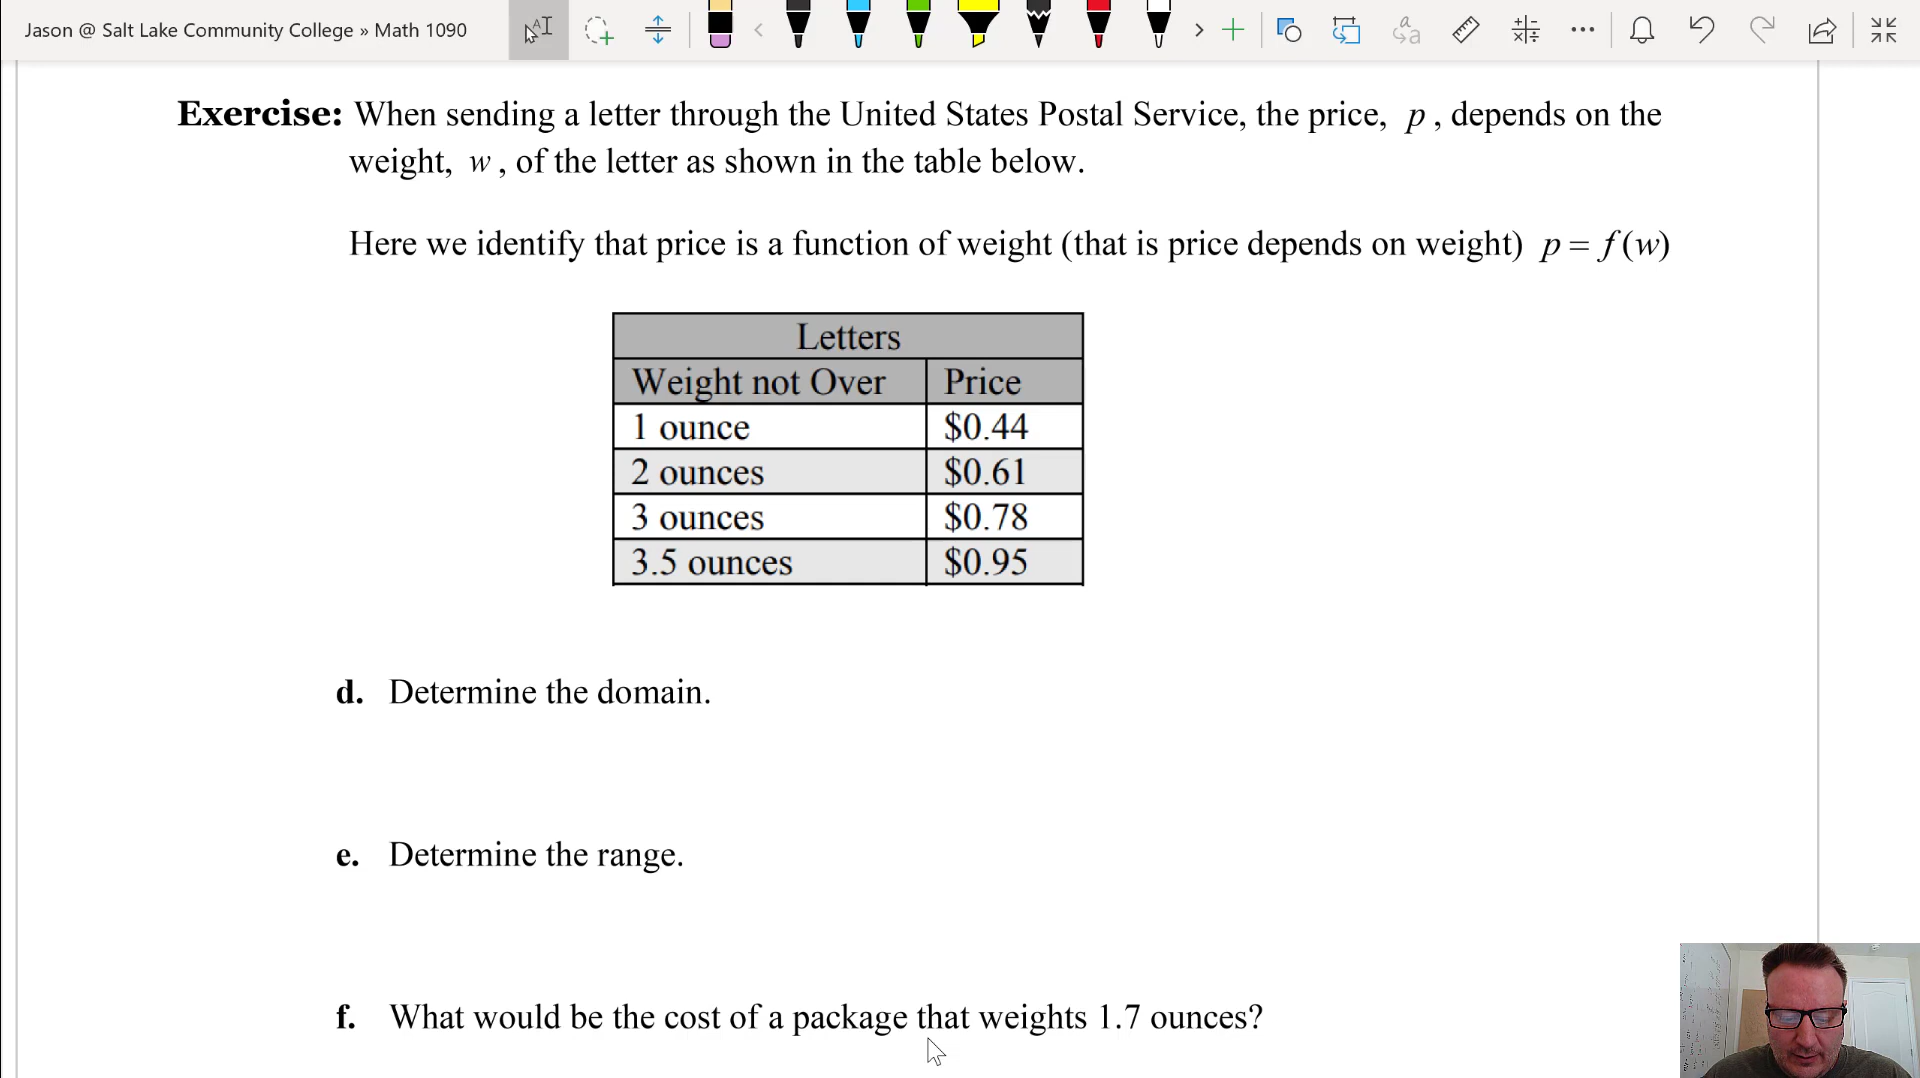 Jason @ Salt Lake Community College » Math 1090
Exercise: When sending a letter through the United States Postal Service, the price, p, depends on the
weight, w, of the letter as shown in the table below.
Here we identify that price is a function of weight (that is price depends on weight) p = f(w)
Letters
Weight not Over Price
1 ounce $0.44
2 ounces $0.61
3 ounces $0.78
3.5 ounces $0.95
d. Determine the domain.
e. Determine the range.
f. What would be the cost of a package that weights 1.7 ounces?